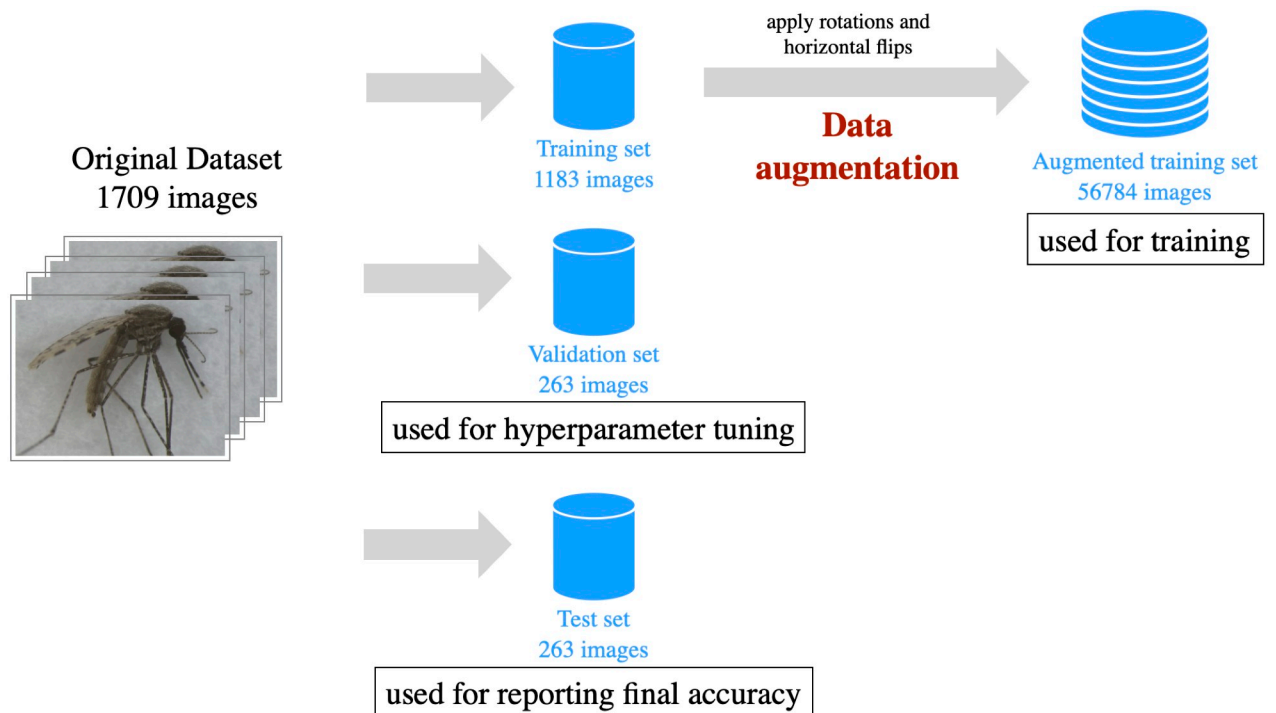 Original Dataset
1709 images
Training set
1183 images
apply rotations and
horizontal flips
Data
augmentation
Augmented training set
56784 images
used for training
Validation set
263 images
used for hyperparameter tuning
Test set
263 images
used for reporting final accuracy